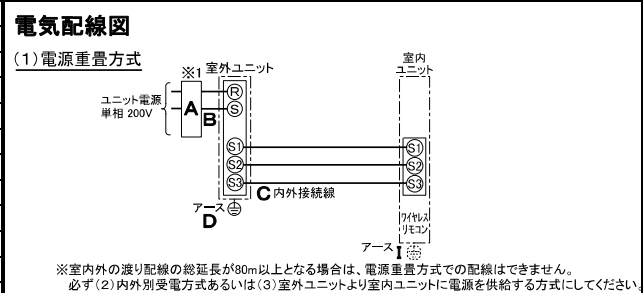 電気配線図
(1)電源重畳方式
※1
室外ユニット
室内
ユニット
ユニット電源
単相 200V
A
B
R
S
S1
S2
S3
S1
S2
S3
C 内外接続線
アース
D
ワイヤレス
リモコン
アース I
※室内外の渡り配線の総延長が80m以上となる場合は、電源重畳方式での配線はできません。
必ず(2)内外別受電方式あるいは(3)室外ユニットより室内ユニットに電源を供給する方式にしてください。